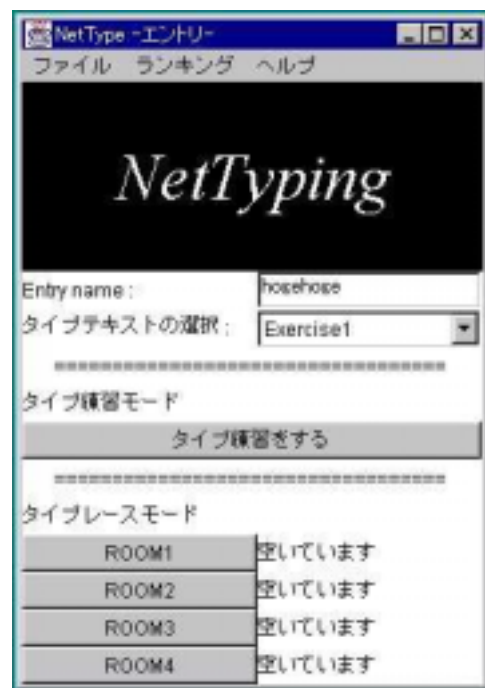 NetType -エントリ-
ファイル ランキング ヘルプ
NetTyping
Entry name : hogehoge
タイプテキストの選択 : Exercise1
==================================
タイプ練習モード
タイプ練習をする
==================================
タイプレースモード
ROOM1 空いています
ROOM2 空いています
ROOM3 空いています
ROOM4 空いています